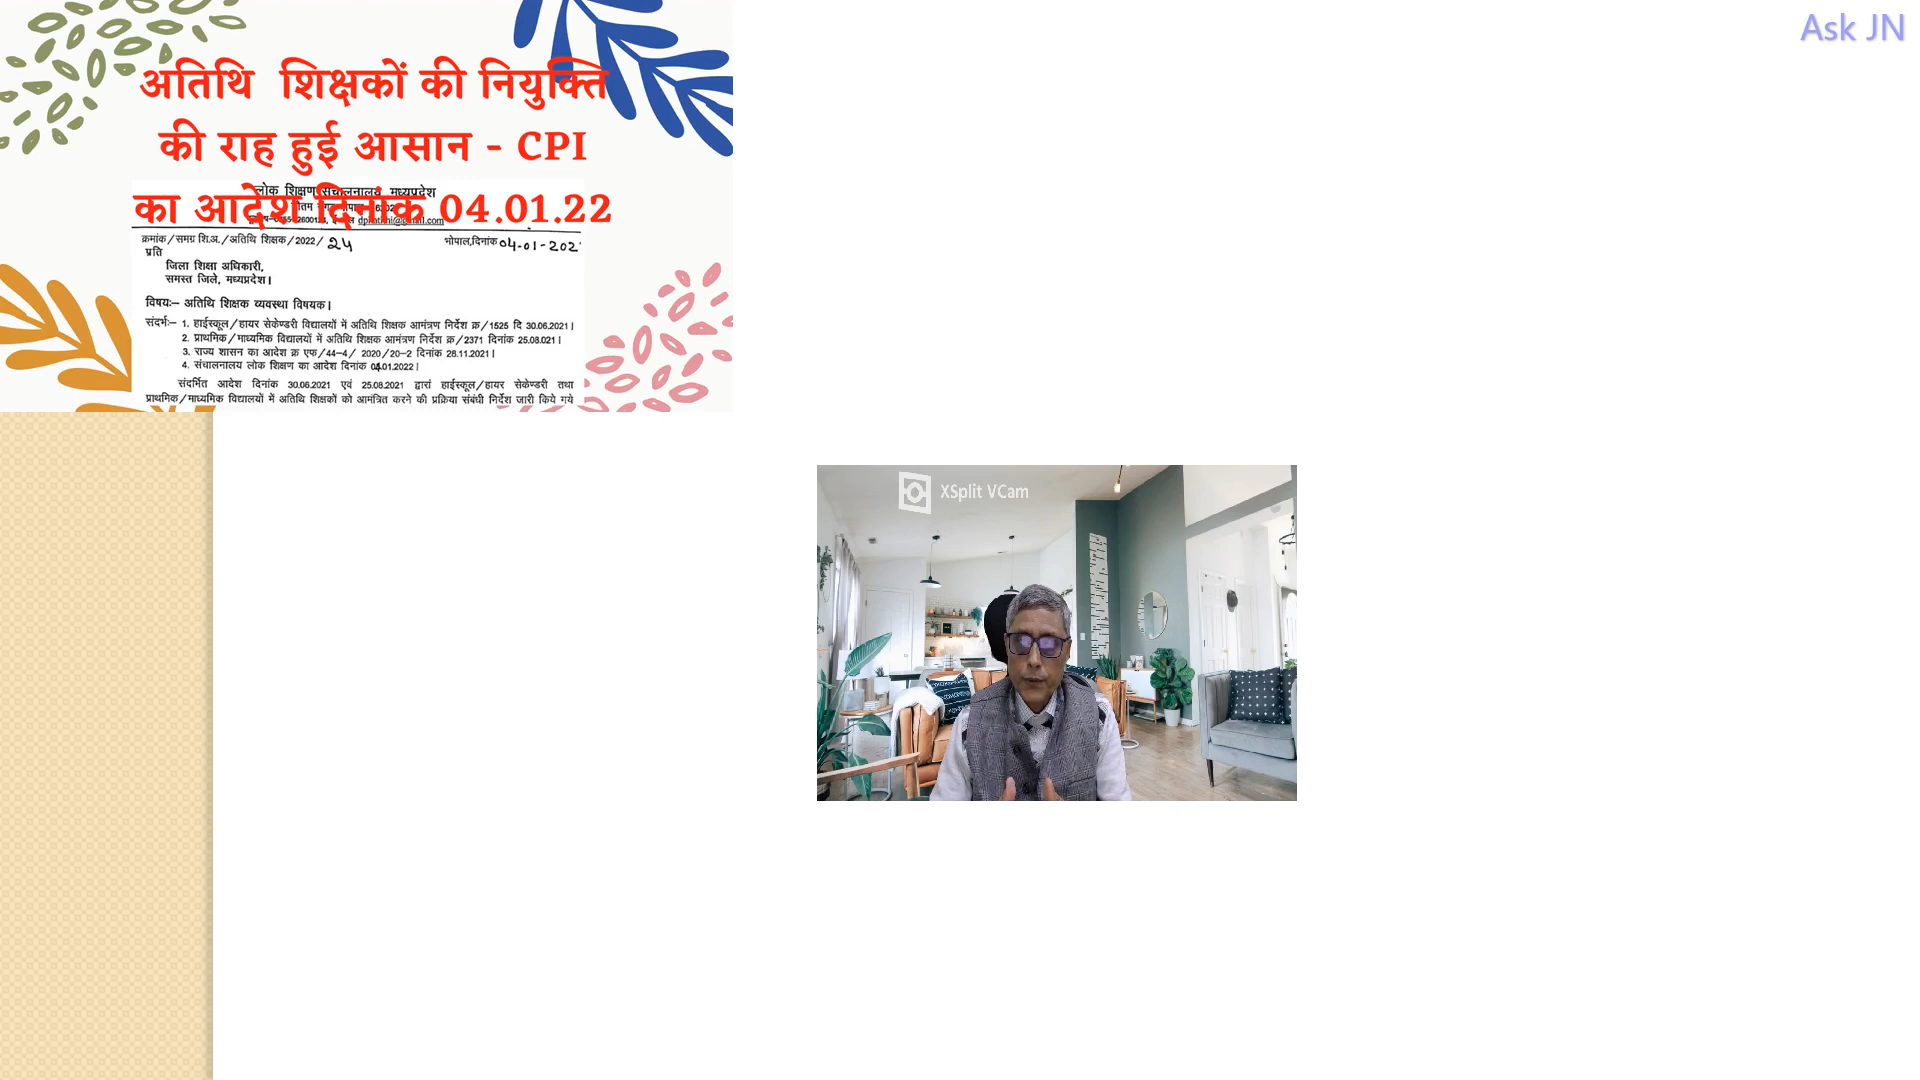 Ask JN
अतिथि शिक्षकों की नियुक्ति
की राह हुई आसान - CPI
का आदेश दिनांक 04.01.22
लोक शिक्षण संचालनालय मध्यप्रदेश
क्रमांक/समग्र शि.अ./अतिथि शिक्षक/2022/ 24
भोपाल,दिनांक 04-01-202
प्रति
जिला शिक्षा अधिकारी,
समस्त जिले, मध्यप्रदेश।
विषयः– अतिथि शिक्षक व्यवस्था विषयक।
संदर्भः– 1. हाईस्कूल/हायर सेकेण्डरी विद्यालयों में अतिथि शिक्षक आमंत्रण निर्देश क्र/1525 दि 30.06.2021।
2. प्राथमिक/माध्यमिक विद्यालयों में अतिथि शिक्षक आमंत्रण निर्देश क्र/2371 दिनांक 25.08.021।
3. राज्य शासन का आदेश क्र एफ/44–4/ 2020/20–2 दिनांक 28.11.2021।
4. संचालनालय लोक शिक्षण का आदेश दिनांक 04.01.2022।
संदर्भित आदेश दिनांक 30.06.2021 एवं 25.08.2021 द्वारां हाईस्कूल/हायर सेकेण्डरी तथा
प्राथमिक/माध्यमिक विद्यालयों में अतिथि शिक्षकों को आमंत्रित करने की प्रक्रिया संबंधी निर्देश जारी किये गये
XSplit VCam